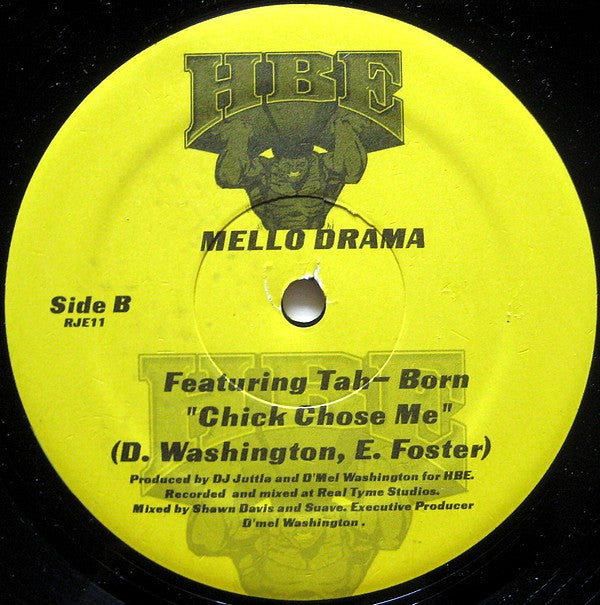 HBE
MELLO DRAMA
Side B
RJE11
HBE
Featuring Tah- Born
"Chick Chose Me"
(D. Washington, E. Foster)
Produced by DJ Juttla and D'Mel Washington for HBE.
Recorded and mixed at Real Tyme Studios.
Mixed by Shawn Davis and Suave. Executive Producer
D'mel Washington .